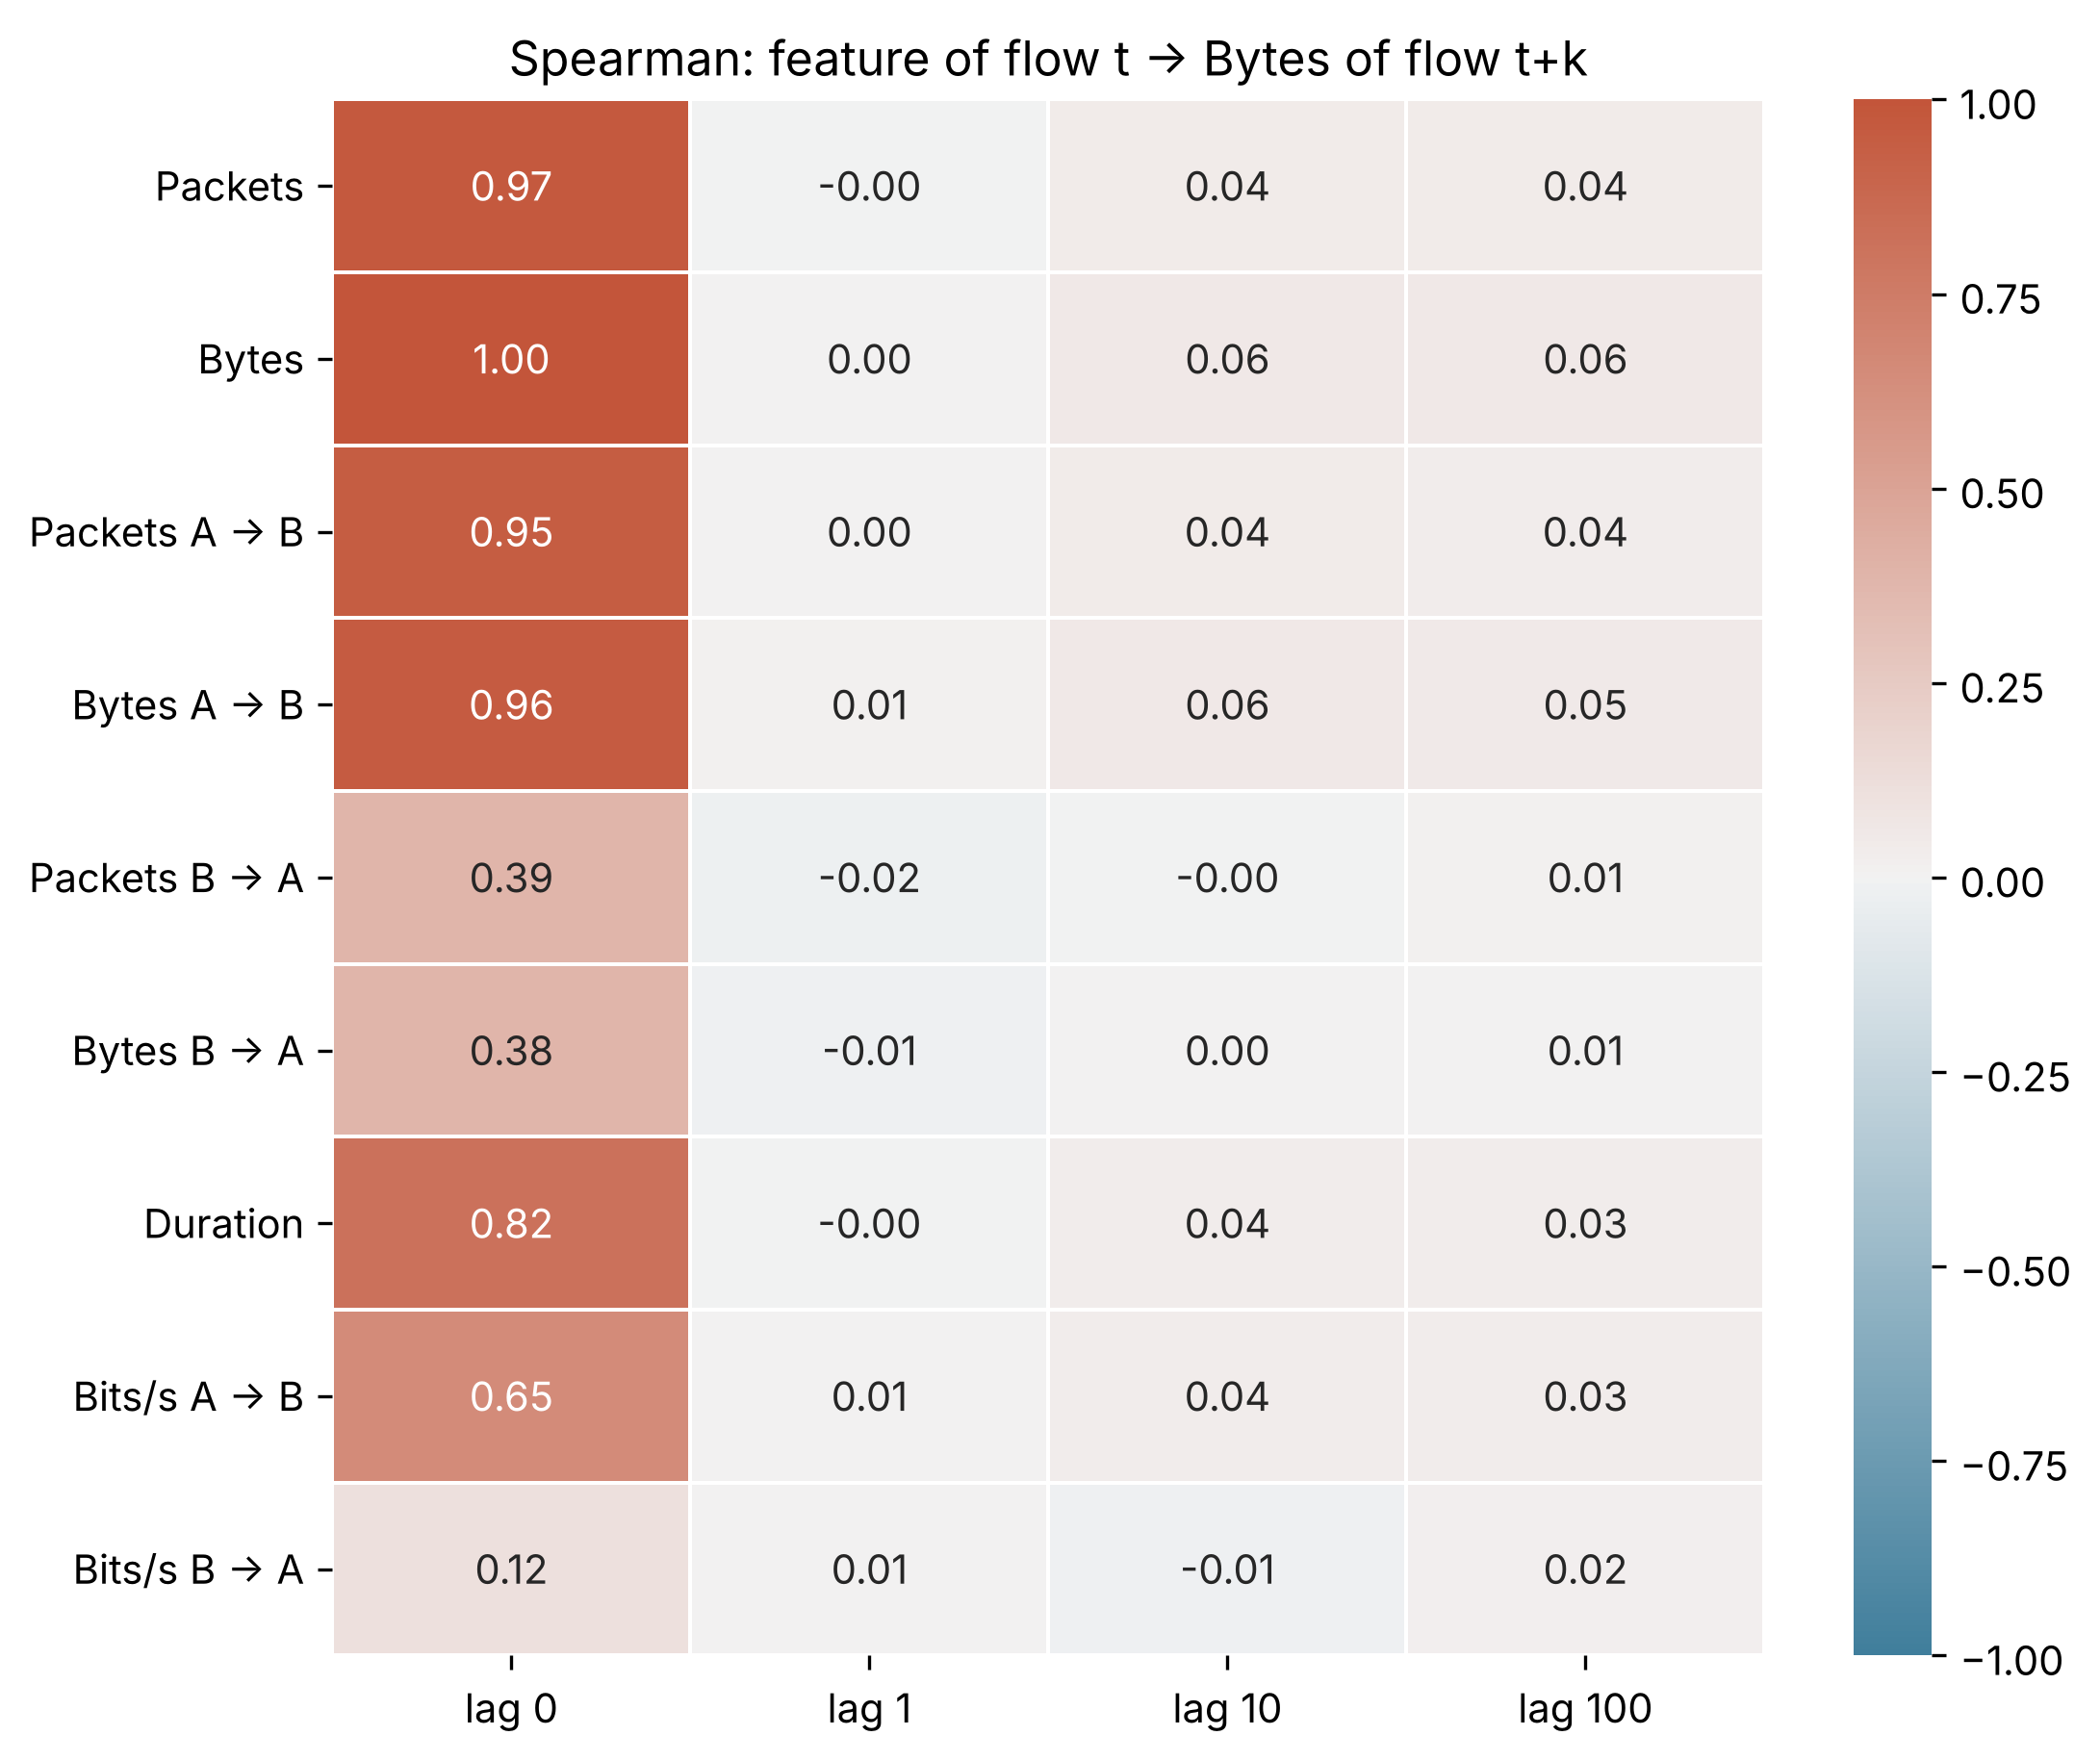 Spearman: feature of flow t → Bytes of flow t+k
Packets 0.97 -0.00 0.04 0.04
Bytes 1.00 0.00 0.06 0.06
Packets A → B 0.95 0.00 0.04 0.04
Bytes A → B 0.96 0.01 0.06 0.05
Packets B → A 0.39 -0.02 -0.00 0.01
Bytes B → A 0.38 -0.01 0.00 0.01
Duration 0.82 -0.00 0.04 0.03
Bits/s A → B 0.65 0.01 0.04 0.03
Bits/s B → A 0.12 0.01 -0.01 0.02
lag 0 lag 1 lag 10 lag 100
1.00
0.75
0.50
0.25
0.00
−0.25
−0.50
−0.75
−1.00